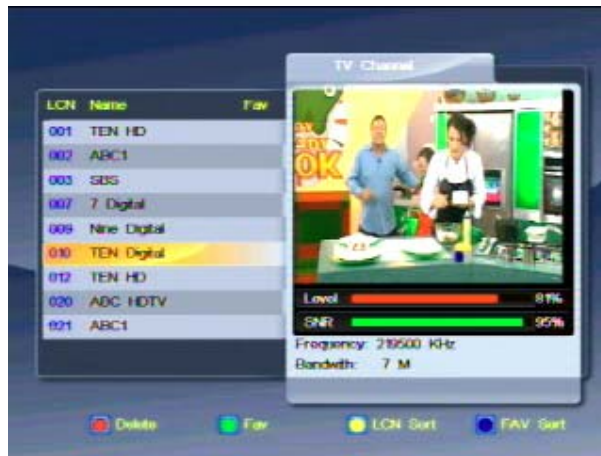 TV Channel
LCN Name Fav
001 TEN HD
002 ABC1
003 SBS
007 7 Digital
009 Nine Digital
010 TEN Digital
012 TEN HD
020 ABC HDTV
021 ABC1
OOK
Level 81%
SNR 95%
Frequency: 219500 KHz
Bandwith: 7 M
Delete Fav LCN Sort FAV Sort